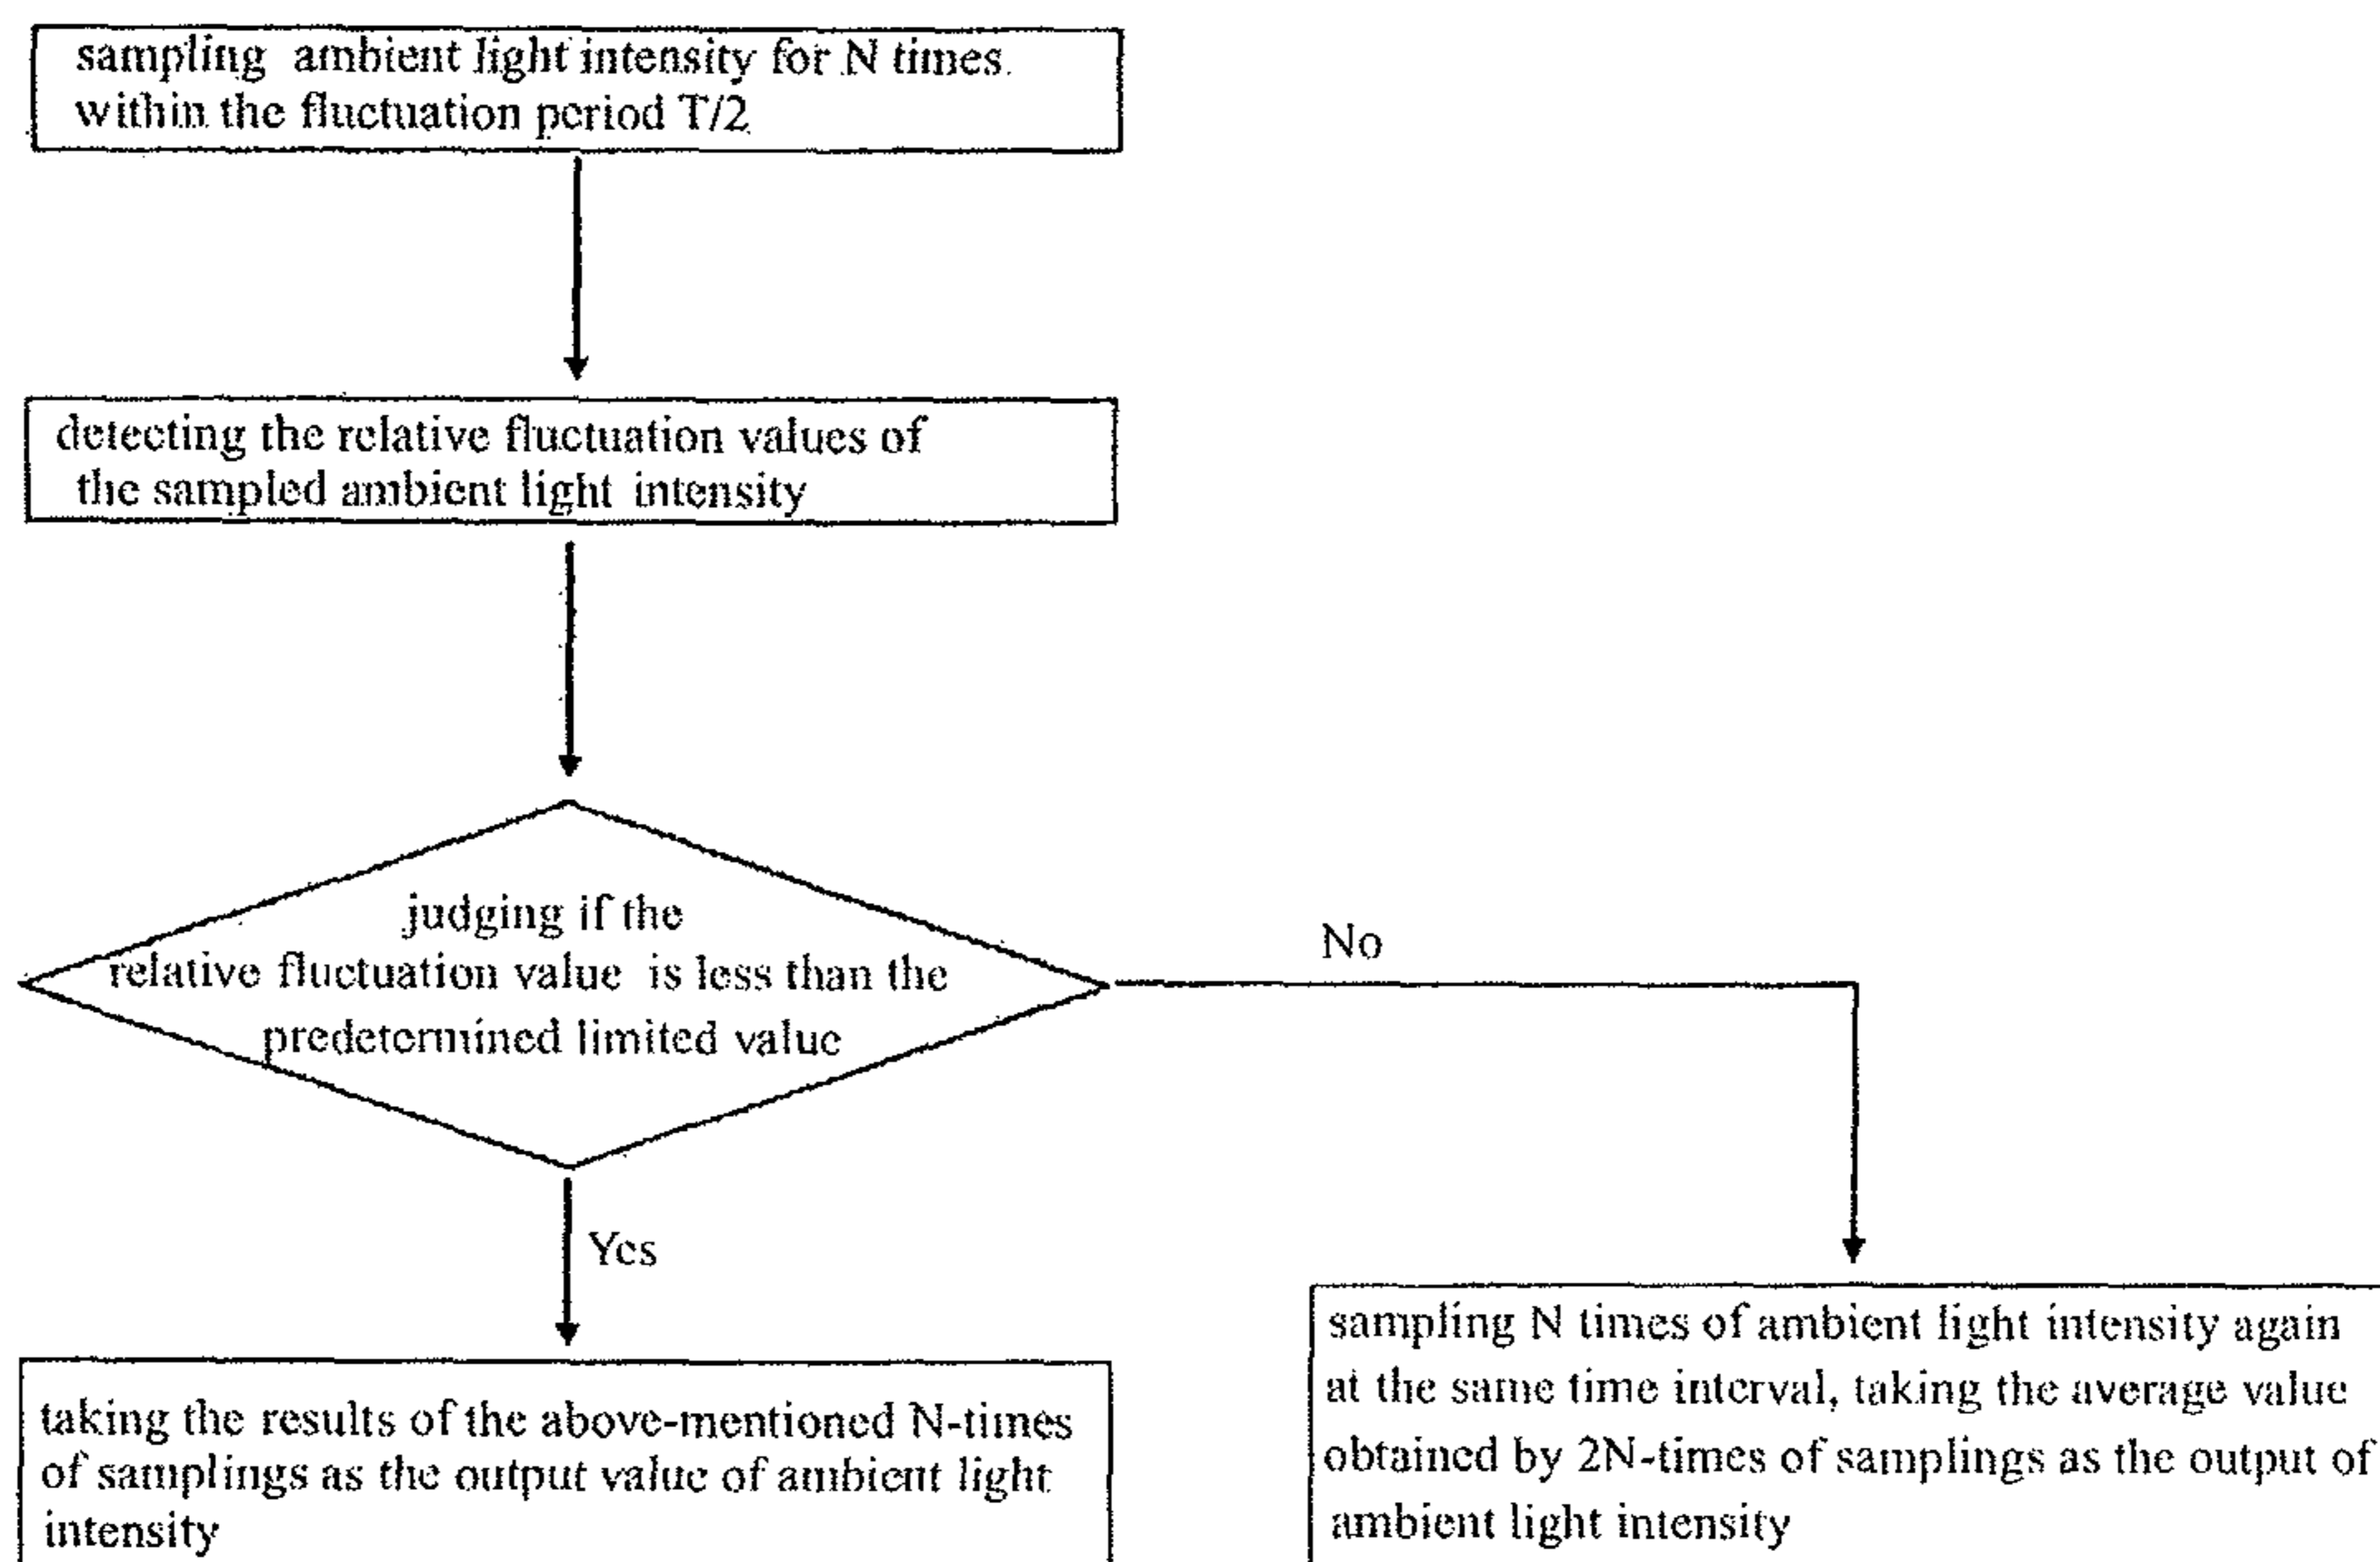 sampling ambient light intensity for N times
within the fluctuation period T/2
detecting the relative fluctuation values of
the sampled ambient light intensity
judging if the
relative fluctuation value is less than the
predetermined limited value
No
Yes
taking the results of the above-mentioned N-times
of samplings as the output value of ambient light
intensity
sampling N times of ambient light intensity again
at the same time interval, taking the average value
obtained by 2N-times of samplings as the output of
ambient light intensity